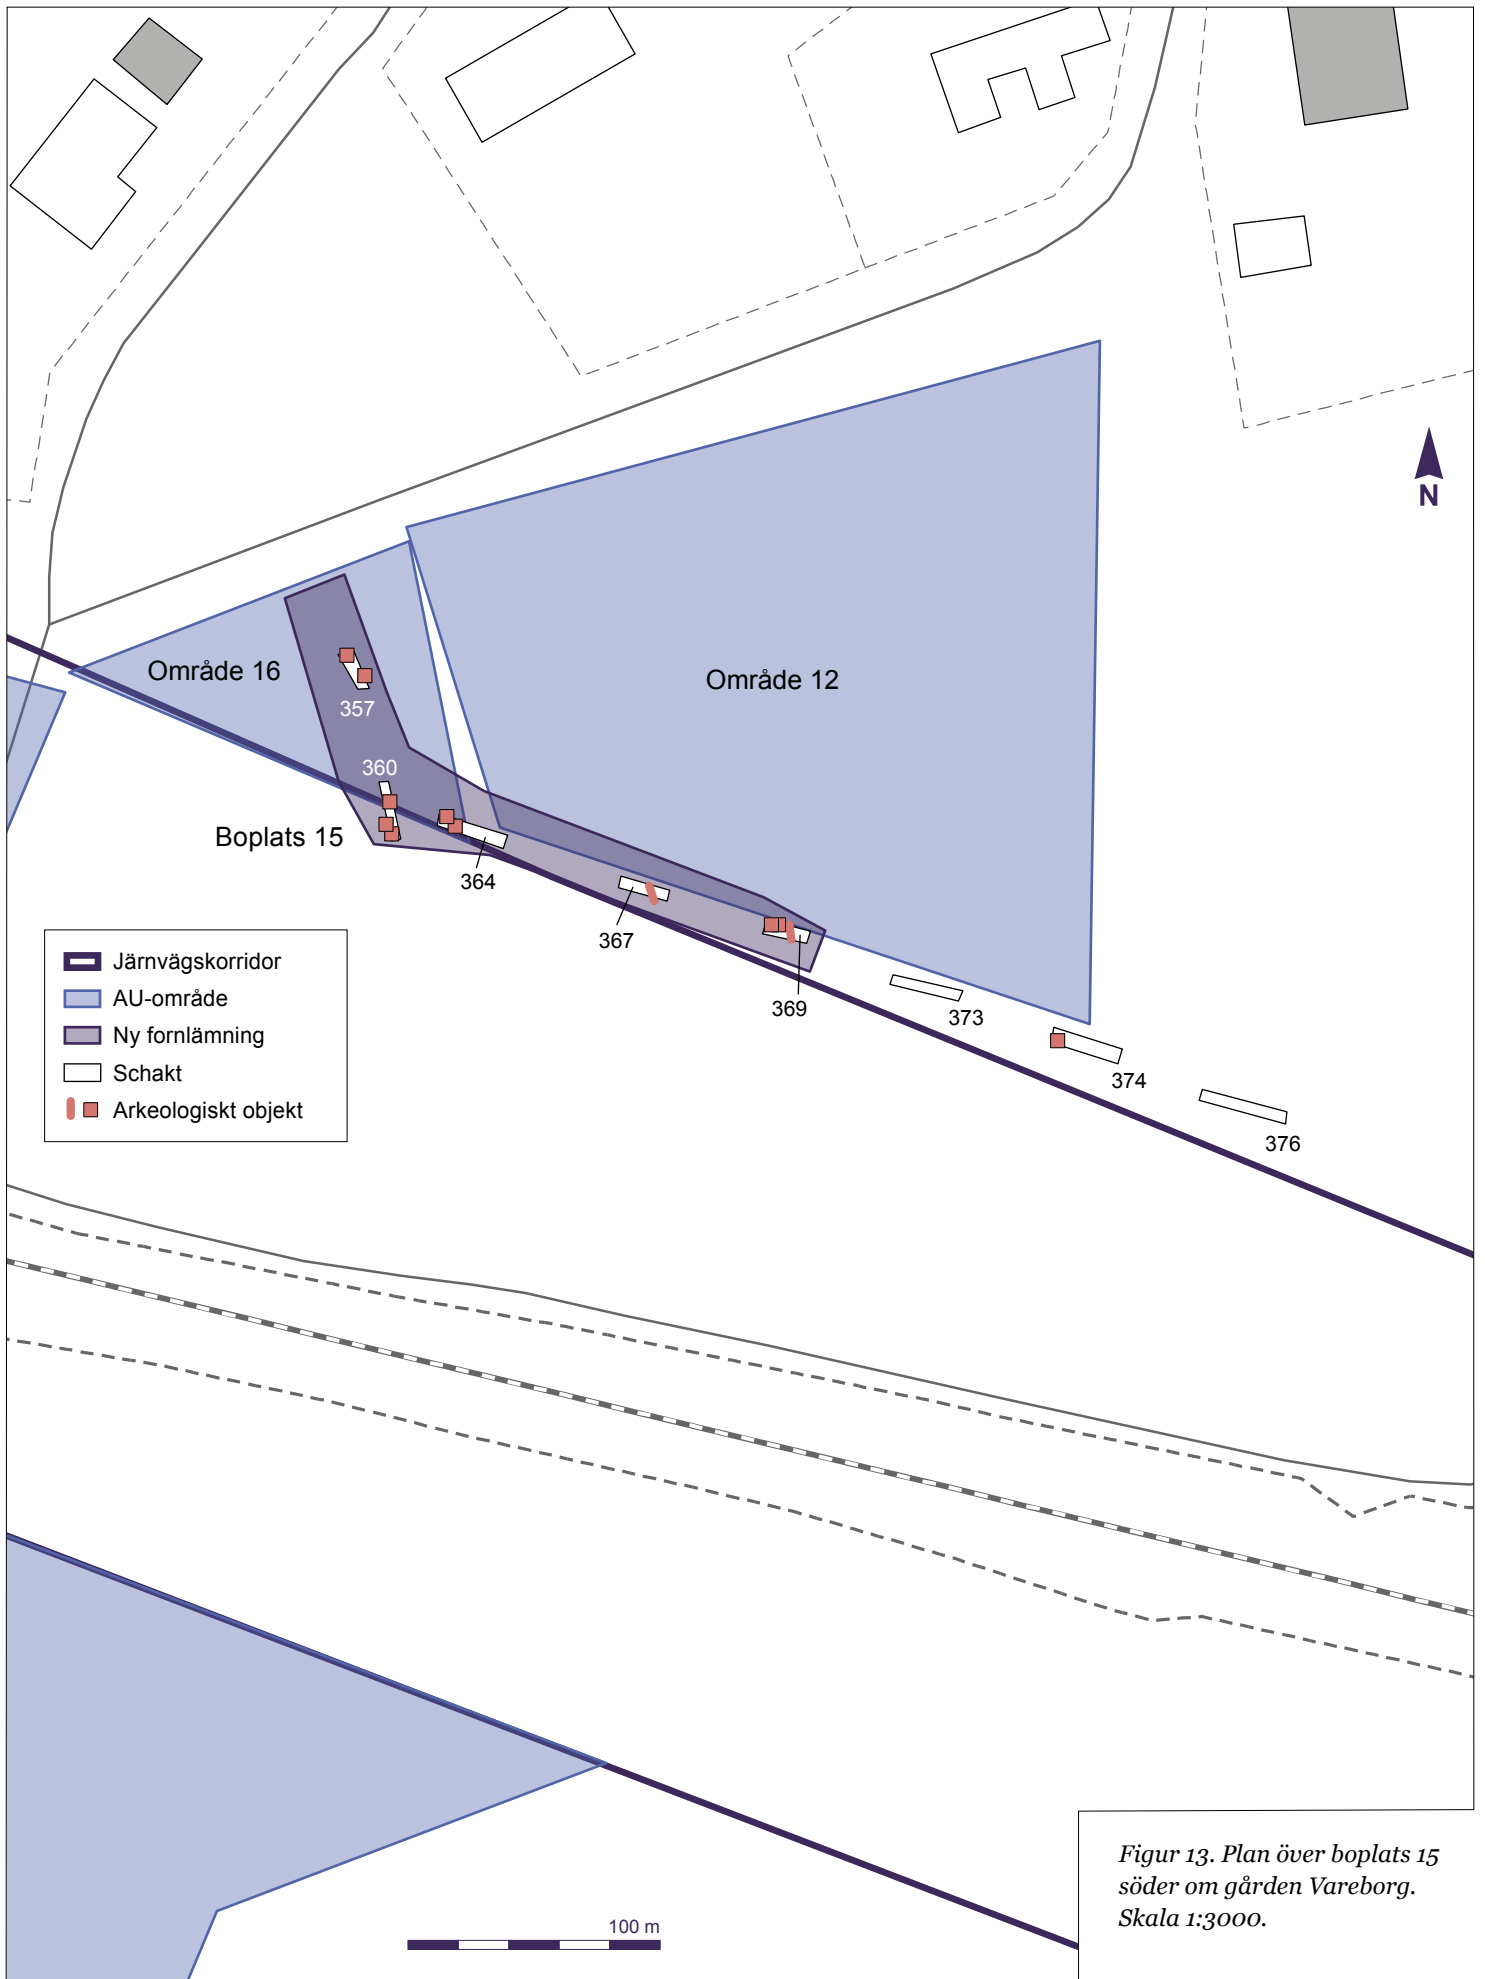 N
Område 16
Område 12
357
360
Boplats 15
364
367
369
373
374
376
Järnvägskorridor
AU-område
Ny fornlämning
Schakt
Arkeologiskt objekt
100 m
Figur 13. Plan över boplats 15
söder om gården Vareborg.
Skala 1:3000.